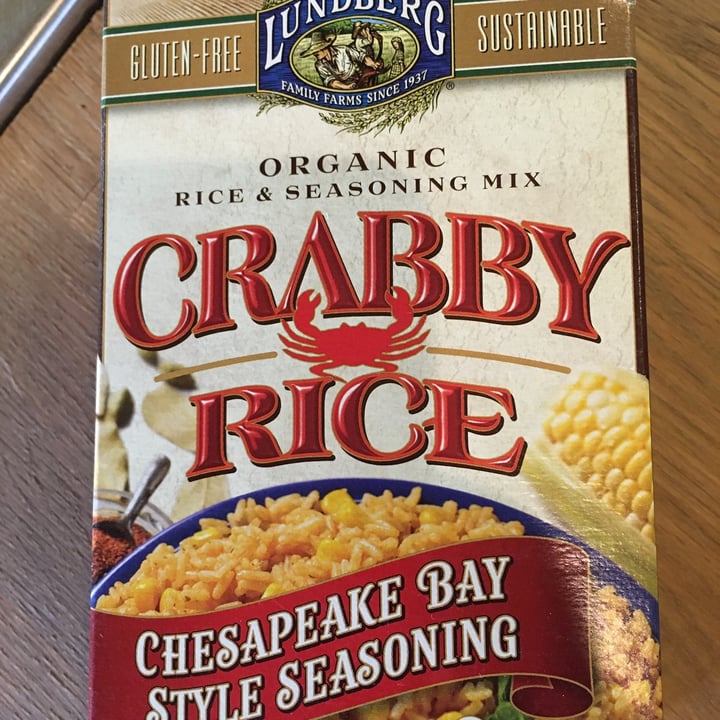 GLUTEN-FREE
LUNDBERG
SUSTAINABLE
FAMILY FARMS SINCE 1937
®
ORGANIC
RICE & SEASONING MIX
CRABBY
RICE
CHESAPEAKE BAY
STYLE SEASONING